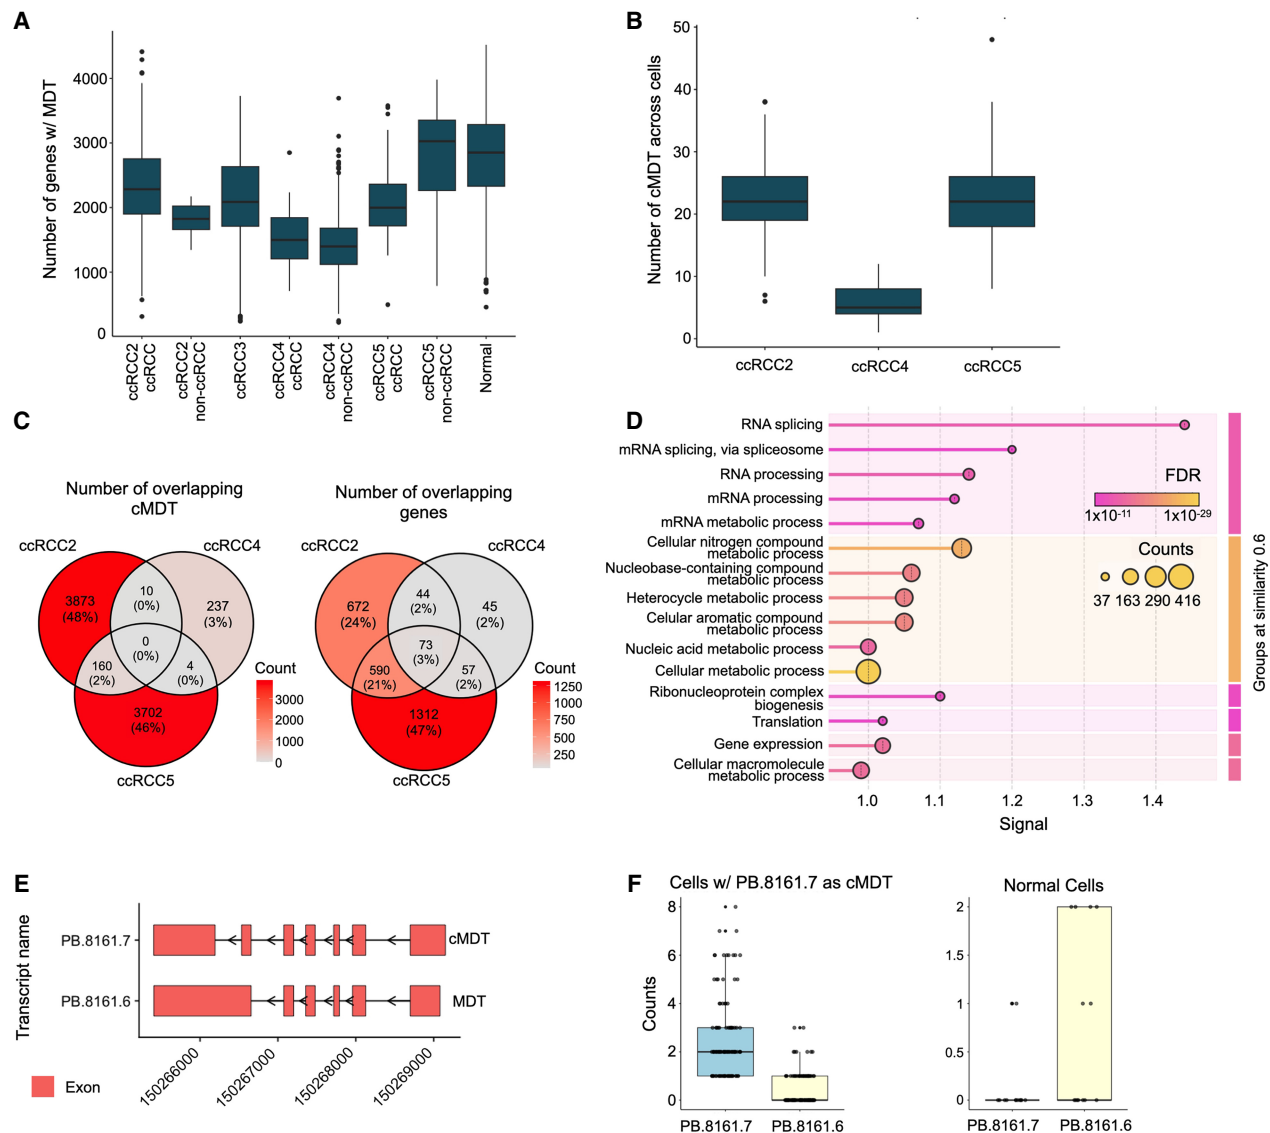 A
Number of genes w/ MDT
4000
3000
2000
1000
0
ccRCC2
ccRCC
ccRCC2
non-ccRCC
ccRCC3
ccRCC4
ccRCC
ccRCC4
non-ccRCC
ccRCC5
ccRCC
ccRCC5
non-ccRCC
Normal
B
Number of cMDT across cells
50
40
30
20
10
0
ccRCC2
ccRCC4
ccRCC5
C
Number of overlapping
cMDT
ccRCC2
ccRCC4
3873
(48%)
10
(0%)
237
(3%)
0
(0%)
160
(2%)
4
(0%)
3702
(46%)
ccRCC5
Count
3000
2000
1000
0
Number of overlapping
genes
ccRCC2
ccRCC4
672
(24%)
44
(2%)
45
(2%)
73
(3%)
590
(21%)
57
(2%)
1312
(47%)
ccRCC5
Count
1250
1000
750
500
250
D
RNA splicing
mRNA splicing, via spliceosome
RNA processing
mRNA processing
mRNA metabolic process
Cellular nitrogen compound
metabolic process
Nucleobase-containing compound
metabolic process
Heterocycle metabolic process
Celular aromatic compound
metabolic process
Nucleic acid metabolic process
Cellular metabolic process
Ribonucleoprotein complex
biogenesis
Translation
Gene expression
Cellular macromolecule
metabolic process
FDR
1x10-11
1x10-29
Counts
37 163 290 416
Groups at similarity 0.6
1.0
1.1
1.2
1.3
1.4
Signal
E
Transcript name
PB.8161.7
cMDT
PB.8161.6
MDT
150266000
150267000
150268000
150269000
Exon
F
Cells w/ PB.8161.7 as cMDT
Counts
8
6
4
2
0
PB.8161.7
PB.8161.6
Normal Cells
2
1.5
1
0.5
0
PB.8161.7
PB.8161.6